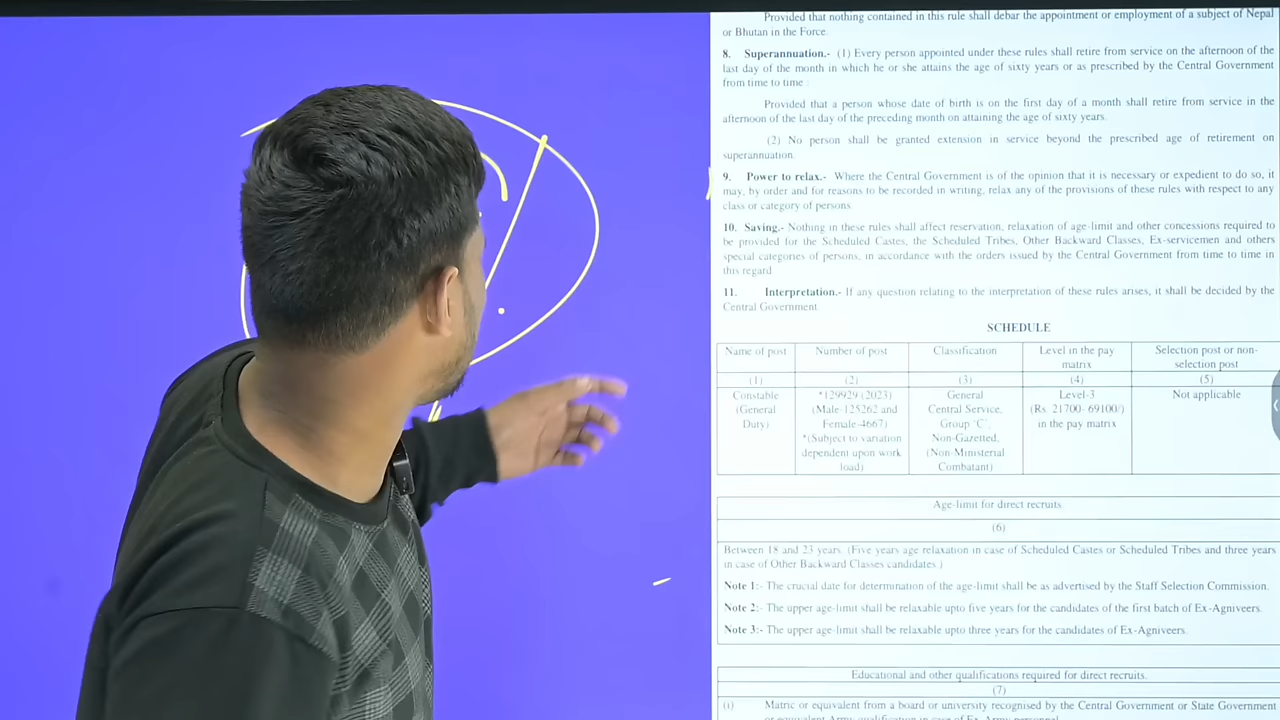 Provided that nothing contained in this rule shall debar the appointment or employment of a subject of Nepal
or Bhutan in the Force.
8. Superannuation.- (1) Every person appointed under these rules shall retire from service on the afternoon of the
last day of the month in which he or she attains the age of sixty years or as prescribed by the Central Government
from time to time :
Provided that a person whose date of birth is on the first day of a month shall retire from service in the
afternoon of the last day of the preceding month on attaining the age of sixty years.
(2) No person shall be granted extension in service beyond the prescribed age of retirement on
superannuation.
9. Power to relax.- Where the Central Government is of the opinion that it is necessary or expedient to do so, it
may, by order and for reasons to be recorded in writing, relax any of the provisions of these rules with respect to any
class or category of persons.
10. Saving.- Nothing in these rules shall affect reservation, relaxation of age-limit and other concessions required to
be provided for the Scheduled Castes, the Scheduled Tribes, Other Backward Classes, Ex-servicemen and others
special categories of persons, in accordance with the orders issued by the Central Government from time to time in
this regard.
11. Interpretation.- If any question relating to the interpretation of these rules arises, it shall be decided by the
Central Government.
SCHEDULE
Name of post Number of post Classification Level in the pay matrix Selection post or non-selection post
(1) (2) (3) (4) (5)
Constable (General Duty) *129929 (2023) (Male-125262 and Female-4667) *(Subject to variation dependent upon work load) General Central Service, Group 'C', Non-Gazetted, (Non-Ministerial Combatant) Level-3 (Rs. 21700- 69100/) in the pay matrix Not applicable
Age-limit for direct recruits.
(6)
Between 18 and 23 years. (Five years age relaxation in case of Scheduled Castes or Scheduled Tribes and three years
in case of Other Backward Classes candidates.)
Note 1:- The crucial date for determination of the age-limit shall be as advertised by the Staff Selection Commission.
Note 2:- The upper age-limit shall be relaxable upto five years for the candidates of the first batch of Ex-Agniveers.
Note 3:- The upper age-limit shall be relaxable upto three years for the candidates of Ex-Agniveers.
Educational and other qualifications required for direct recruits.
(7)
(i) Matric or equivalent from a board or university recognised by the Central Government or State Government
or equivalent Army qualification in case of Ex-Army personnel